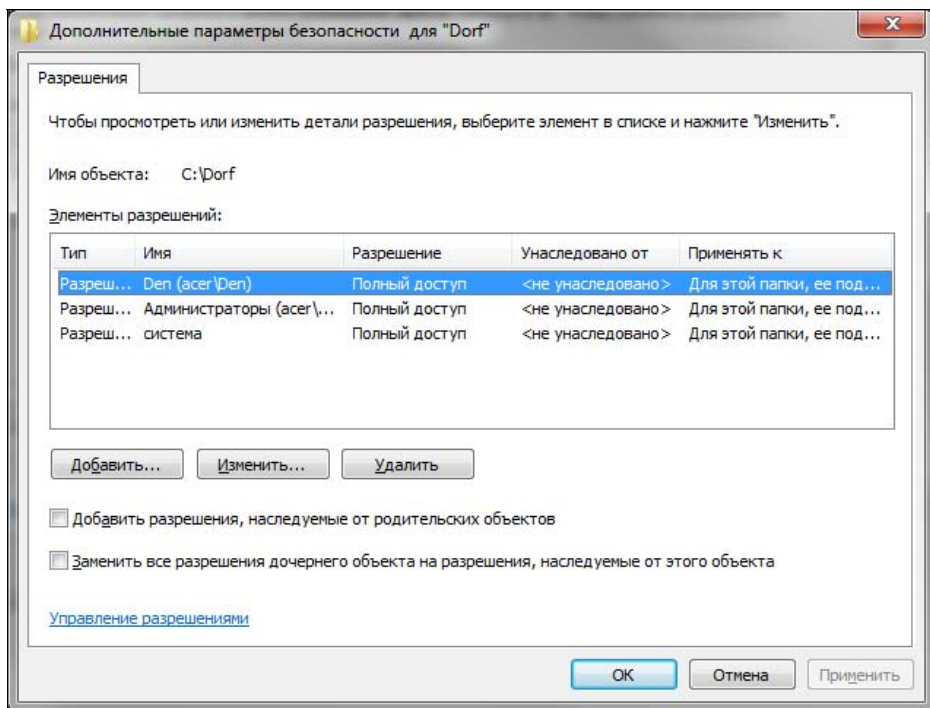 Дополнительные параметры безопасности для "Dorf"
Разрешения
Чтобы просмотреть или изменить детали разрешения, выберите элемент в списке и нажмите "Изменить".
Имя объекта: C:\Dorf
Элементы разрешений:
Тип Имя Разрешение Унаследовано от Применять к
Разреш... Den (acer\Den) Полный доступ <не унаследовано> Для этой папки, ее под...
Разреш... Администраторы (acer\... Полный доступ <не унаследовано> Для этой папки, ее под...
Разреш... система Полный доступ <не унаследовано> Для этой папки, ее под...
Добавить... Изменить... Удалить
Добавить разрешения, наследуемые от родительских объектов
Заменить все разрешения дочернего объекта на разрешения, наследуемые от этого объекта
Управление разрешениями
ОК Отмена Применить